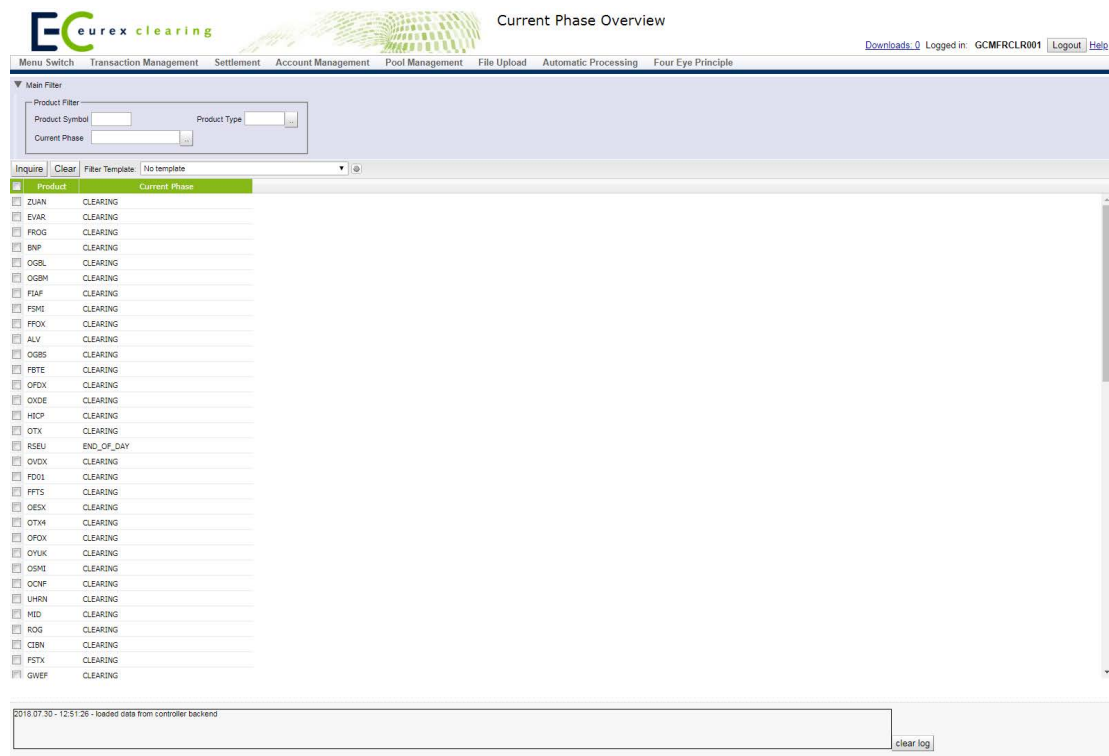 eurex clearing
Current Phase Overview
Downloads: 0 Logged in: GCMFRCLR001 Logout Help
Menu Switch Transaction Management Settlement Account Management Pool Management File Upload Automatic Processing Four Eye Principle
Main Filter
Product Filter
Product Symbol Product Type ..
Current Phase ..
Inquire Clear Filter Template: No template
Product Current Phase
ZUAN CLEARING
EVAR CLEARING
FROG CLEARING
BNP CLEARING
OGBL CLEARING
OGBM CLEARING
FIAF CLEARING
FSMI CLEARING
FFOX CLEARING
ALV CLEARING
OGBS CLEARING
FBTE CLEARING
OFDX CLEARING
OXDE CLEARING
HICP CLEARING
OTX CLEARING
RSEU END_OF_DAY
OVDX CLEARING
FD01 CLEARING
FFTS CLEARING
OESX CLEARING
OTX4 CLEARING
OFOX CLEARING
OYUK CLEARING
OSMI CLEARING
OCNF CLEARING
UHRN CLEARING
MID CLEARING
ROG CLEARING
CIBN CLEARING
FSTX CLEARING
GWEF CLEARING
2018.07.30 - 12:51:26 - loaded data from controller backend
clear log